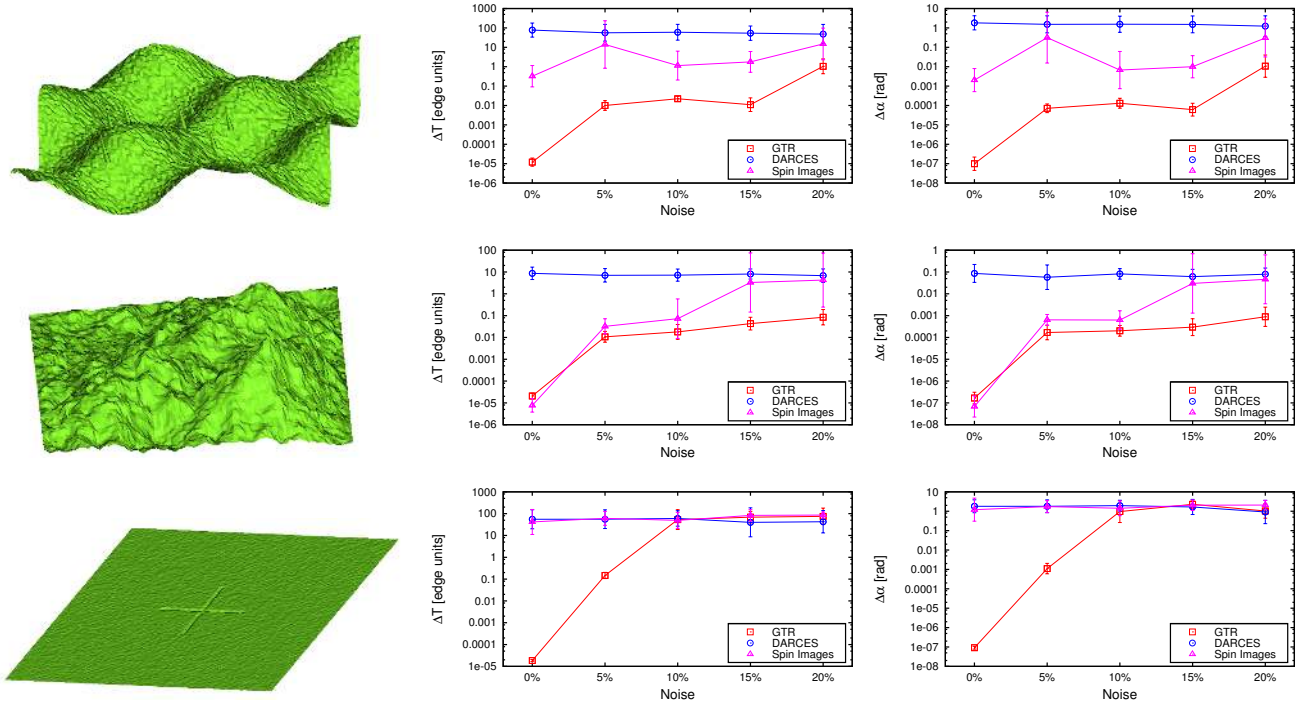 ΔT [edge units]
1000
100
10
1
0.1
0.01
0.001
0.0001
1e-05
1e-06
0% 5% 10% 15% 20%
Noise
GTR
DARCES
Spin Images
Δα [rad]
10
1
0.1
0.01
0.001
0.0001
1e-05
1e-06
1e-07
1e-08
0% 5% 10% 15% 20%
Noise
GTR
DARCES
Spin Images
ΔT [edge units]
100
10
1
0.1
0.01
0.001
0.0001
1e-05
1e-06
0% 5% 10% 15% 20%
Noise
GTR
DARCES
Spin Images
Δα [rad]
1
0.1
0.01
0.001
0.0001
1e-05
1e-06
1e-07
1e-08
0% 5% 10% 15% 20%
Noise
GTR
DARCES
Spin Images
ΔT [edge units]
1000
100
10
1
0.1
0.01
0.001
0.0001
1e-05
0% 5% 10% 15% 20%
Noise
GTR
DARCES
Spin Images
Δα [rad]
10
1
0.1
0.01
0.001
0.0001
1e-05
1e-06
1e-07
1e-08
0% 5% 10% 15% 20%
Noise
GTR
DARCES
Spin Images